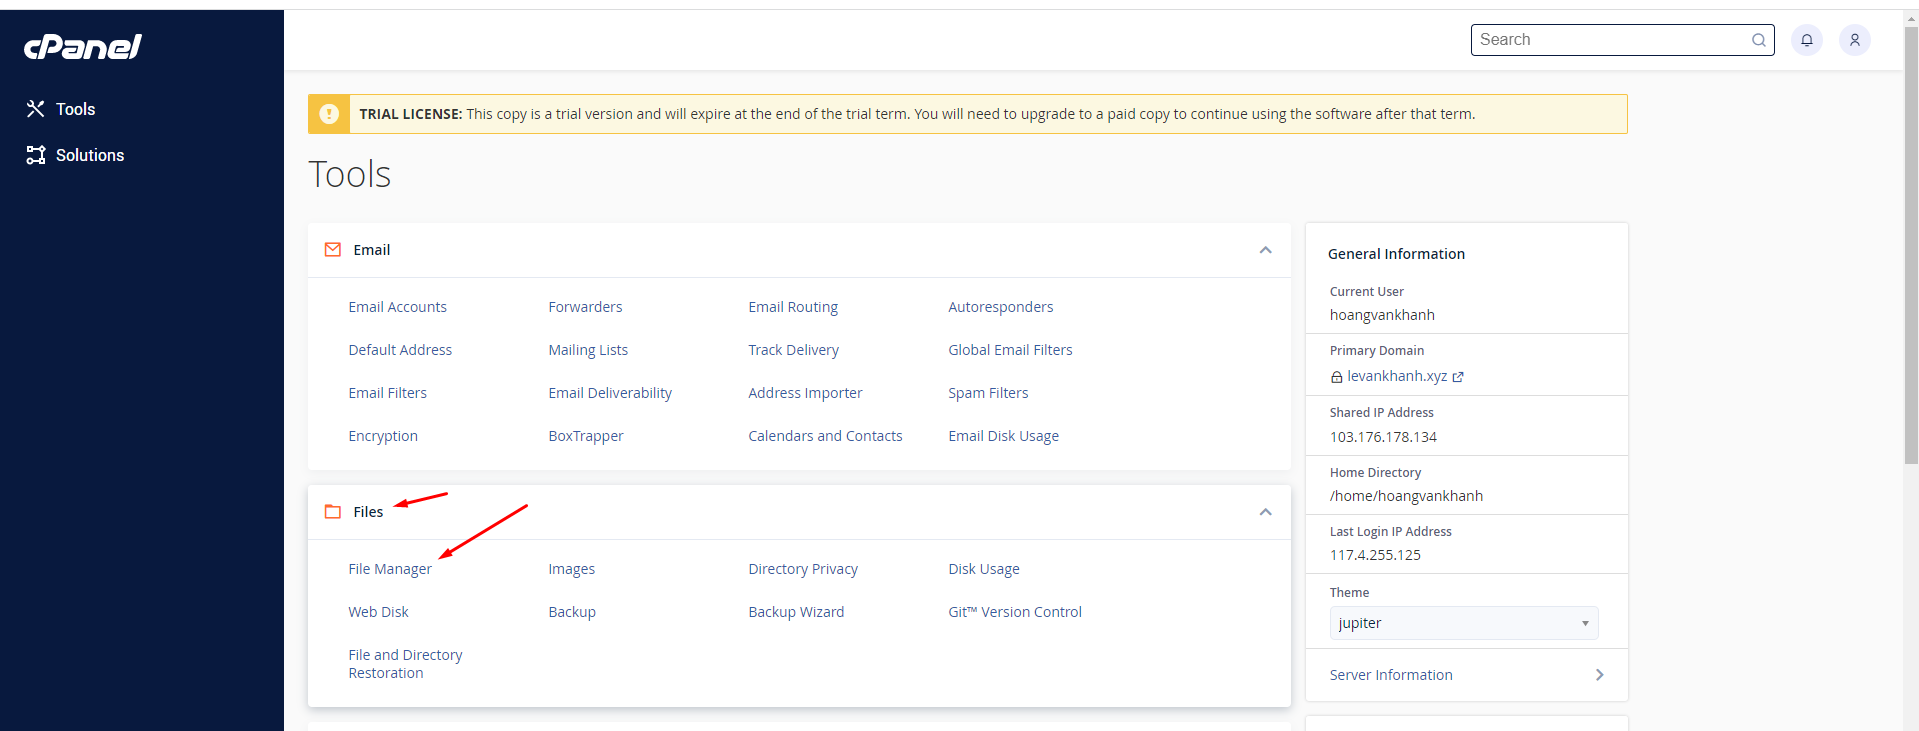 cPanel
Search
Tools
Solutions
TRIAL LICENSE: This copy is a trial version and will expire at the end of the trial term. You will need to upgrade to a paid copy to continue using the software after that term.
Tools
Email
Email Accounts Forwarders Email Routing Autoresponders
Default Address Mailing Lists Track Delivery Global Email Filters
Email Filters Email Deliverability Address Importer Spam Filters
Encryption BoxTrapper Calendars and Contacts Email Disk Usage
Files
File Manager Images Directory Privacy Disk Usage
Web Disk Backup Backup Wizard Git™ Version Control
File and Directory
Restoration
General Information
Current User
hoangvankhanh
Primary Domain
levankhanh.xyz
Shared IP Address
103.176.178.134
Home Directory
/home/hoangvankhanh
Last Login IP Address
117.4.255.125
Theme
jupiter
Server Information